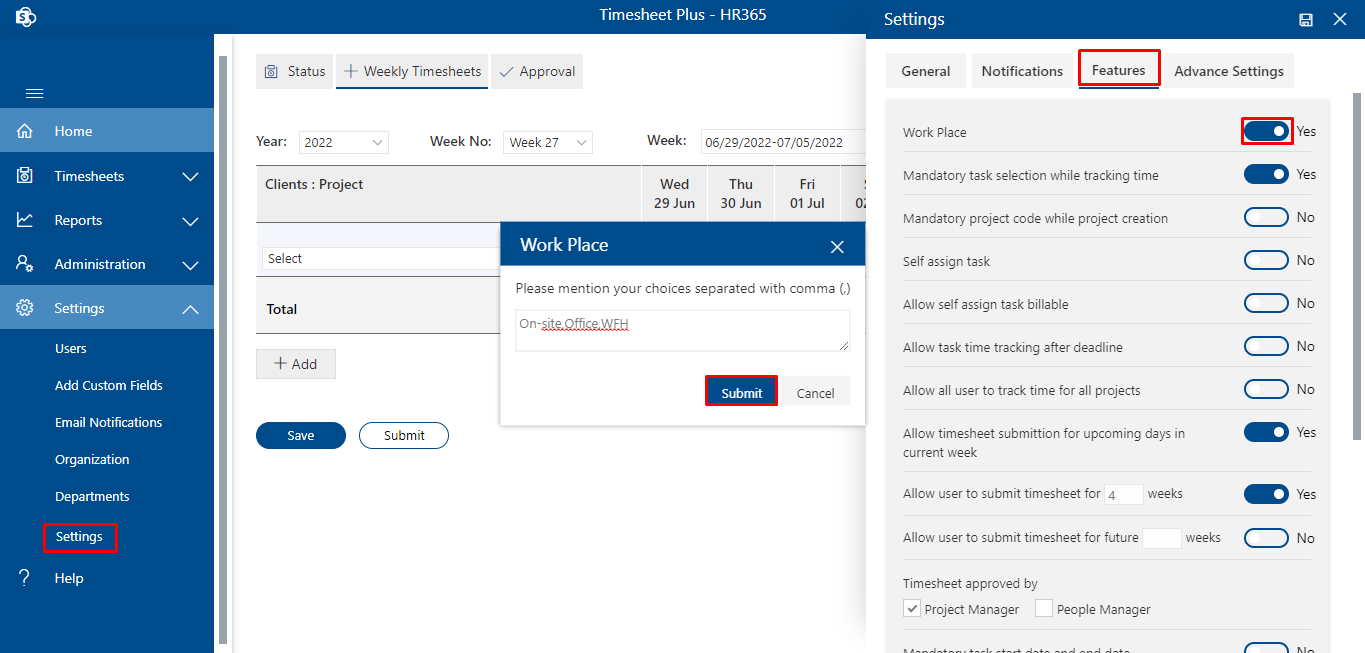 Timesheet Plus - HR365
Home
Timesheets
Reports
Administration
Settings
Users
Add Custom Fields
Email Notifications
Organization
Departments
Settings
? Help
Status
Weekly Timesheets
Approval
Year: 2022
Week No: Week 27
Week: 06/29/2022-07/05/2022
Clients : Project
Wed
29 Jun
Thu
30 Jun
Fri
01 Jul
02
Select
Total
+ Add
Save
Submit
Work Place
Please mention your choices separated with comma (,)
On-site,Office,WFH
Submit
Cancel
Settings
General
Notifications
Features
Advance Settings
Work Place Yes
Mandatory task selection while tracking time Yes
Mandatory project code while project creation No
Self assign task No
Allow self assign task billable No
Allow task time tracking after deadline No
Allow all user to track time for all projects No
Allow timesheet submittion for upcoming days in Yes
current week
Allow user to submit timesheet for 4 weeks Yes
Allow user to submit timesheet for future weeks No
Timesheet approved by
Project Manager
People Manager
Mandatory task start date and end date No